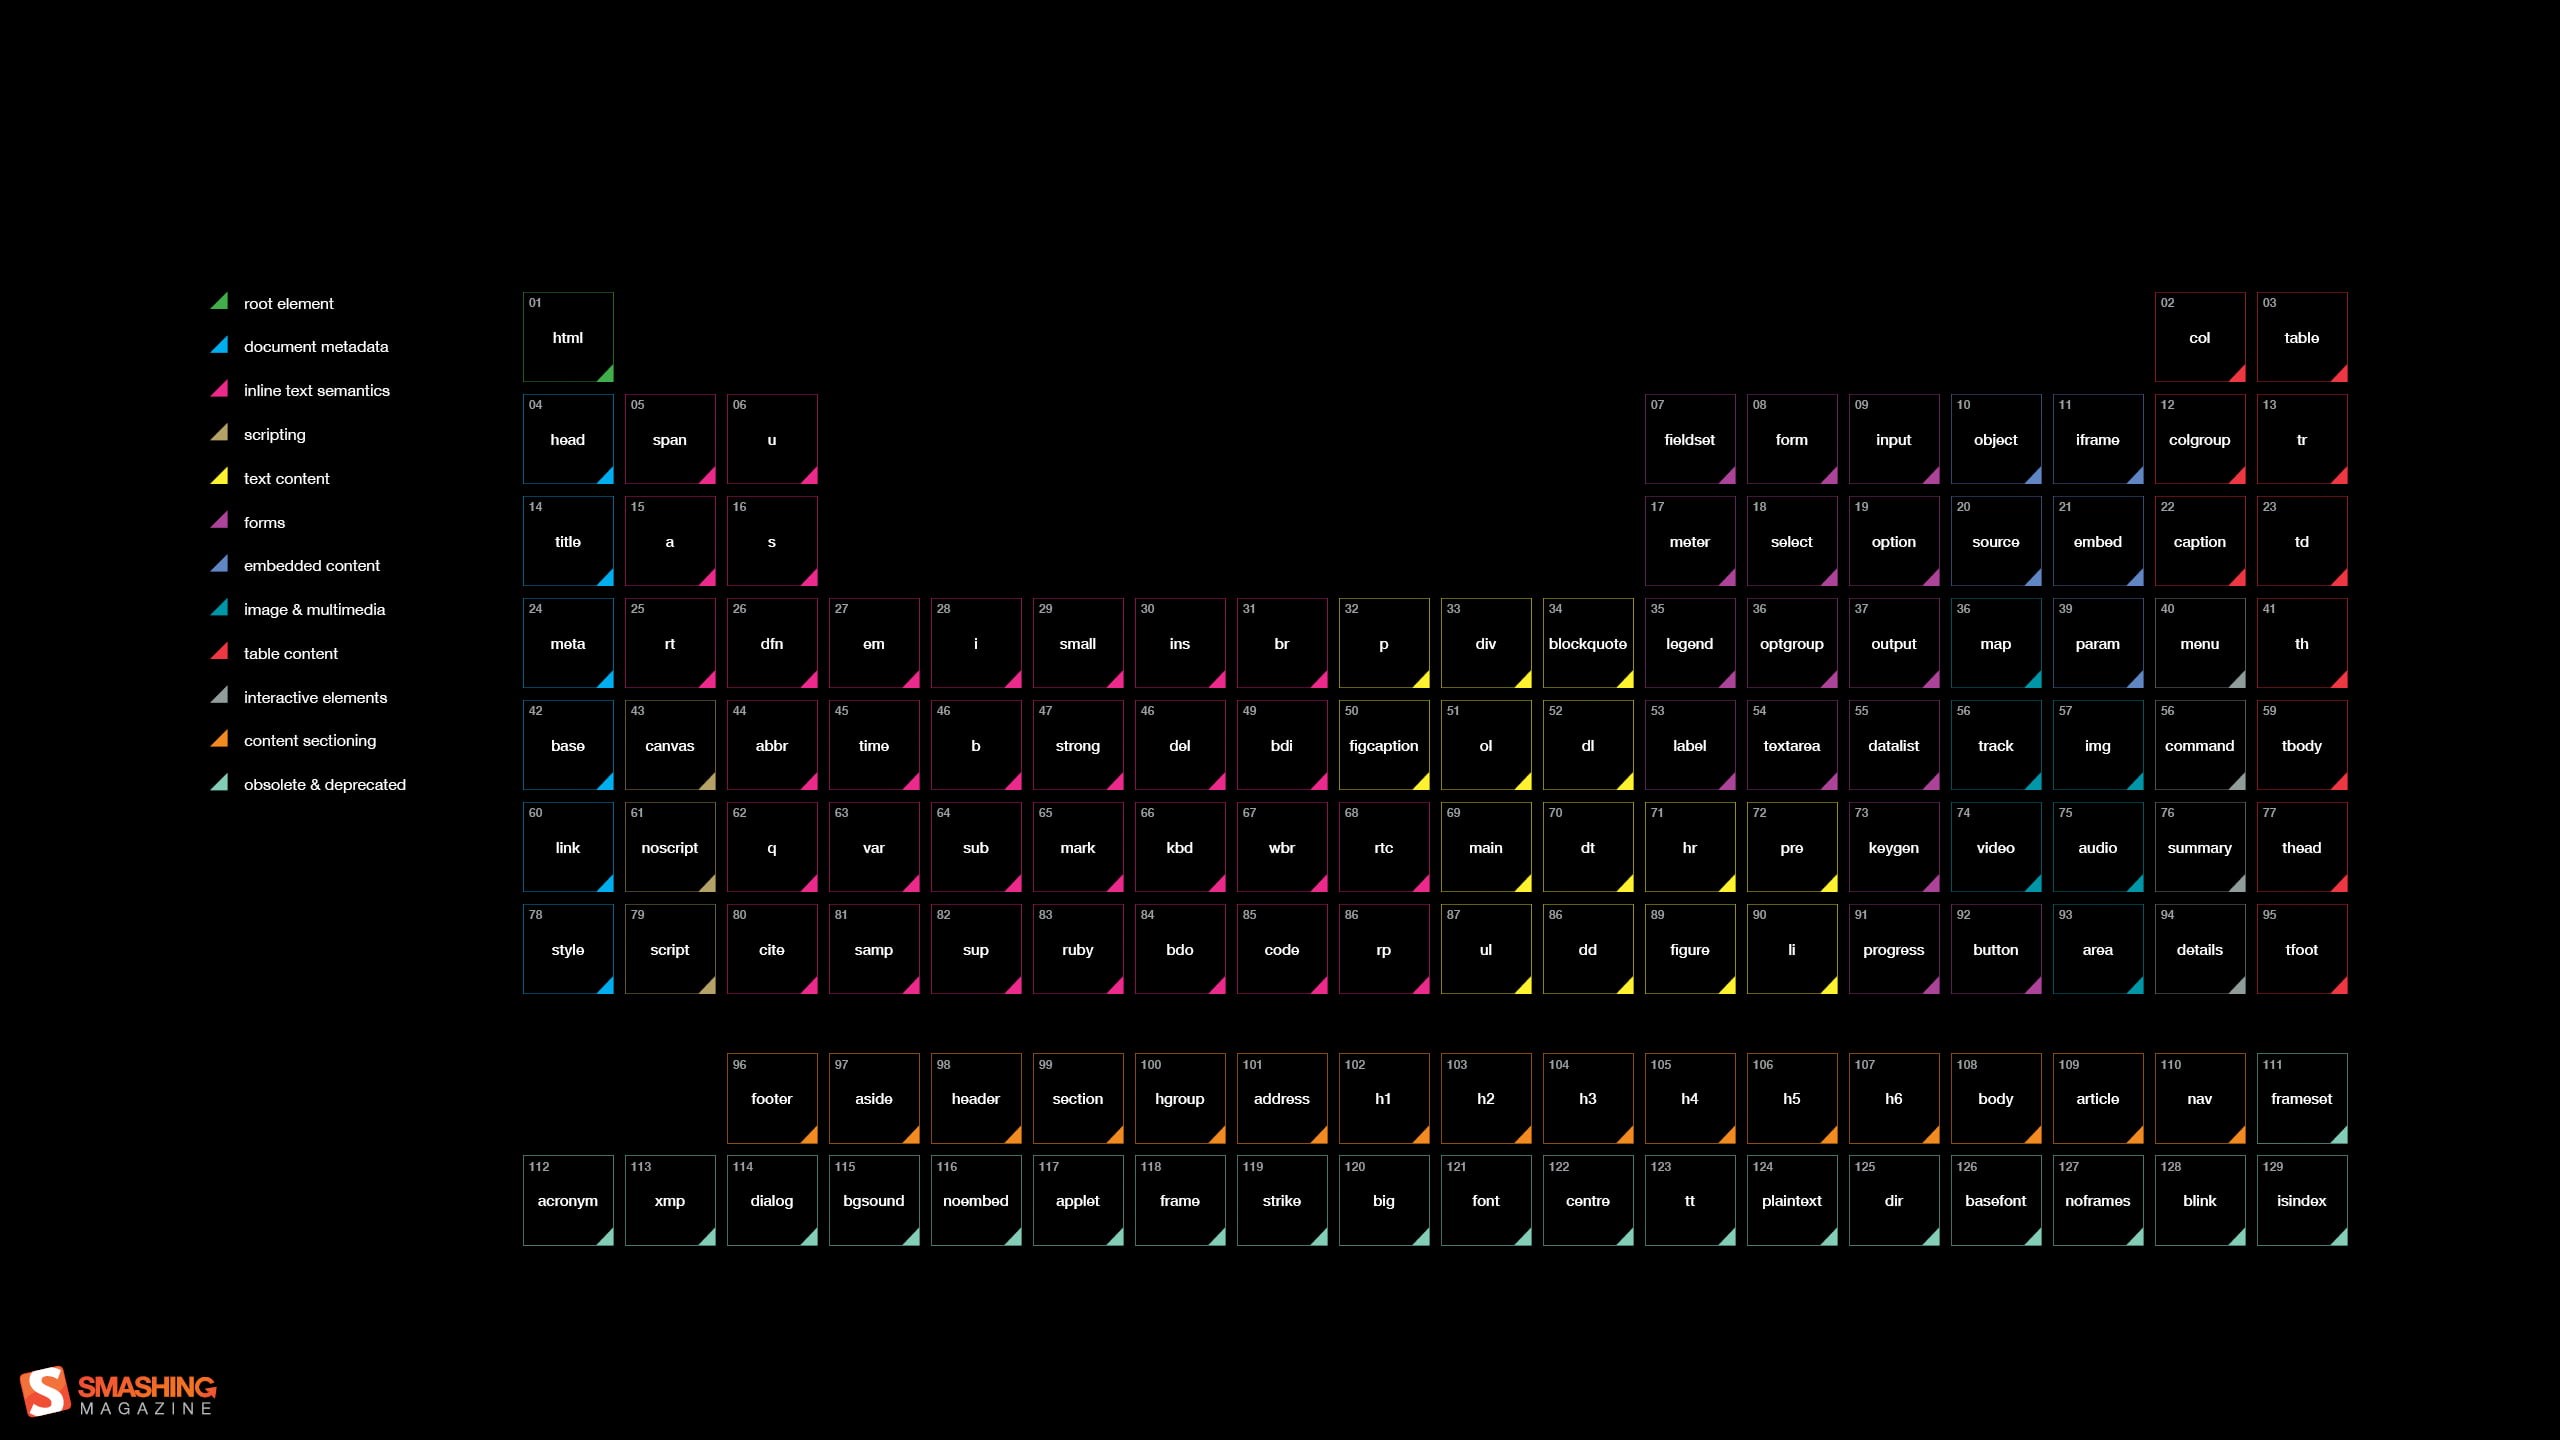 root element
document metadata
inline text semantics
scripting
text content
forms
embedded content
image & multimedia
table content
interactive elements
content sectioning
obsolete & deprecated
01 02 03
html col table
04 05 06 07 08 09 10 11 12 13
head span u fieldset form input object iframe colgroup tr
14 15 16 17 18 19 20 21 22 23
title a s meter select option source embed caption td
24 25 26 27 28 29 30 31 32 33 34 35 36 37 36 39 40 41
meta rt dfn em i small ins br p div blockquote legend optgroup output map param menu th
42 43 44 45 46 47 46 49 50 51 52 53 54 55 56 57 56 59
base canvas abbr time b strong del bdi figcaption ol dl label textarea datalist track img command tbody
60 61 62 63 64 65 66 67 68 69 70 71 72 73 74 75 76 77
link noscript q var sub mark kbd wbr rtc main dt hr pre keygen video audio summary thead
78 79 80 81 82 83 84 85 86 87 86 89 90 91 92 93 94 95
style script cite samp sup ruby bdo code rp ul dd figure li progress button area details tfoot
96 97 98 99 100 101 102 103 104 105 106 107 108 109 110 111
footer aside header section hgroup address h1 h2 h3 h4 h5 h6 body article nav frameset
112 113 114 115 116 117 118 119 120 121 122 123 124 125 126 127 128 129
acronym xmp dialog bgsound noembed applet frame strike big font centre tt plaintext dir basefont noframes blink isindex
SMASHING
MAGAZINE